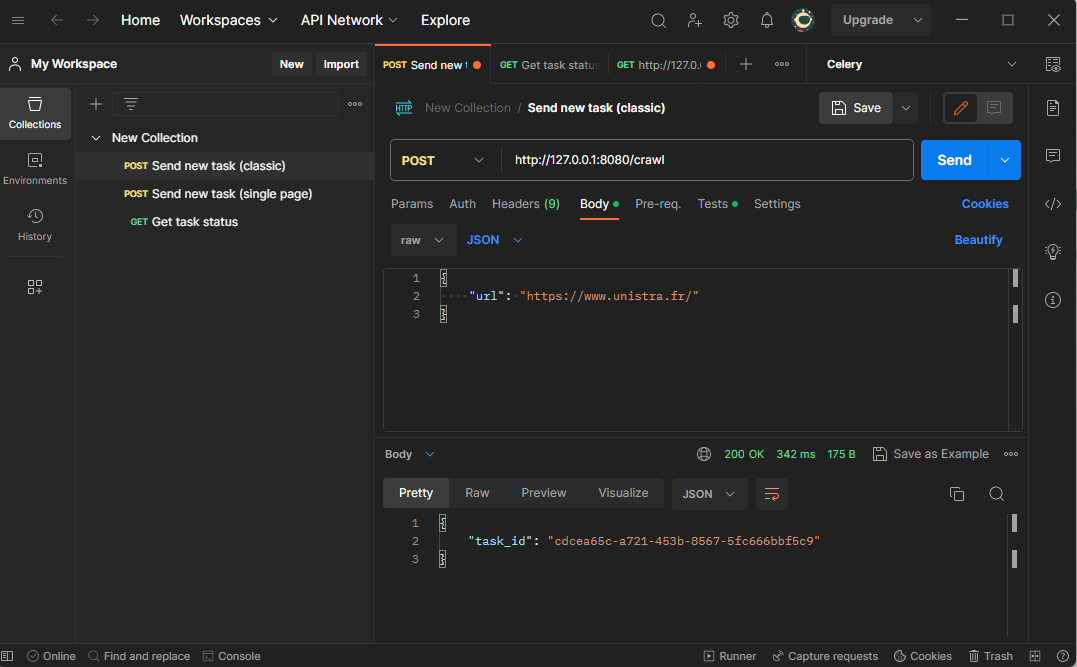 Home Workspaces API Network Explore Upgrade
My Workspace New Import POST Send new t GET Get task statu GET http://127.0. Celery
Collections
Environments
History
New Collection
POST Send new task (classic)
POST Send new task (single page)
GET Get task status
HTTP New Collection / Send new task (classic) Save
POST http://127.0.0.1:8080/crawl Send
Params Auth Headers (9) Body Pre-req. Tests Settings Cookies
raw JSON Beautify
1 {
2 "url": "https://www.unistra.fr/"
3 }
Body 200 OK 342 ms 175 B Save as Example
Pretty Raw Preview Visualize JSON
1 {
2 "task_id": "cdcea65c-a721-453b-8567-5fc666bbf5c9"
3 }
Online Find and replace Console Runner Capture requests Cookies Trash